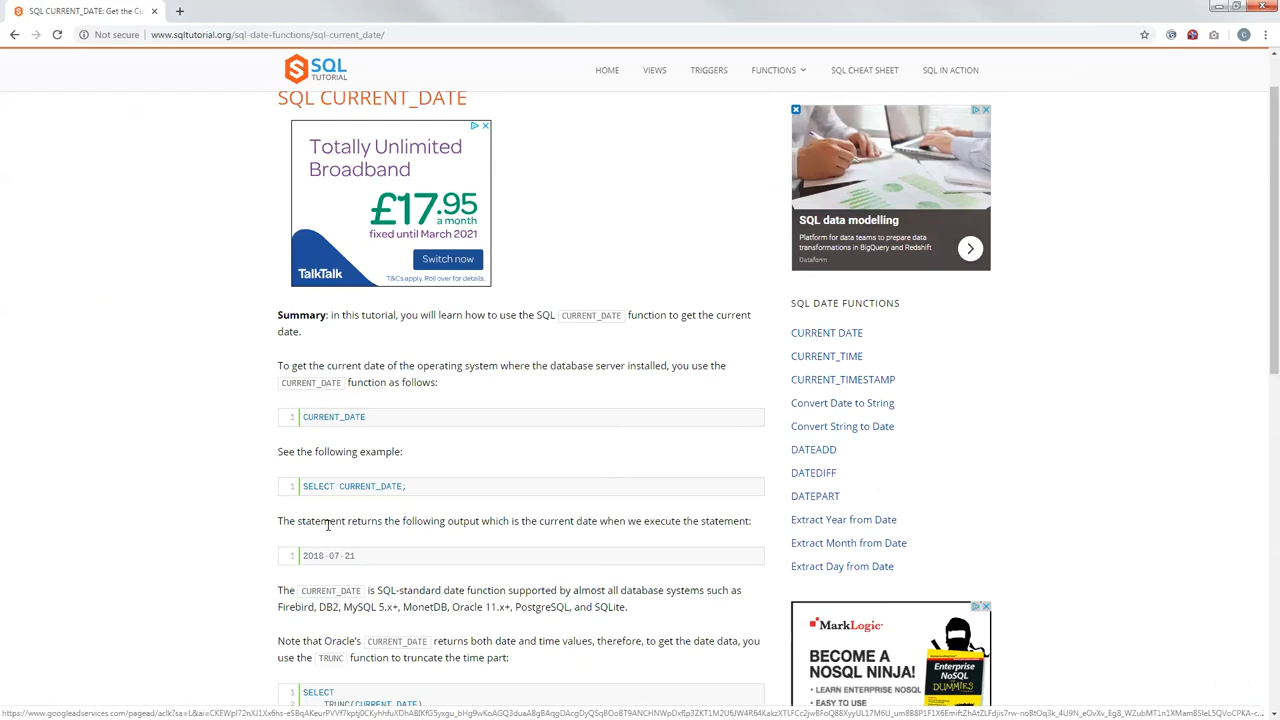 SQL CURRENT_DATE: Get the Cu
Not secure
www.sqltutorial.org/sql-date-functions/sql-current_date/
C
SQL
TUTORIAL
HOME
VIEWS
TRIGGERS
FUNCTIONS
SQL CHEAT SHEET
SQL IN ACTION
SQL CURRENT_DATE
Totally Unlimited
Broadband
£17.95
a month
fixed until March 2021
Switch now
TalkTalk
T&Cs apply. Roll over for details.
Summary: in this tutorial, you will learn how to use the SQL CURRENT_DATE function to get the current
date.
To get the current date of the operating system where the database server installed, you use the
CURRENT_DATE function as follows:
1 CURRENT_DATE
See the following example:
1 SELECT CURRENT_DATE;
The statement returns the following output which is the current date when we execute the statement:
1 2018-07-21
The CURRENT_DATE is SQL-standard date function supported by almost all database systems such as
Firebird, DB2, MySQL 5.x+, MonetDB, Oracle 11.x+, PostgreSQL, and SQLite.
Note that Oracle's CURRENT_DATE returns both date and time values, therefore, to get the date data, you
use the TRUNC function to truncate the time part:
1 SELECT
2 TRUNC(CURRENT_DATE)
SQL data modelling
Platform for data teams to prepare data
transformations in BigQuery and Redshift
Dataform
SQL DATE FUNCTIONS
CURRENT DATE
CURRENT_TIME
CURRENT_TIMESTAMP
Convert Date to String
Convert String to Date
DATEADD
DATEDIFF
DATEPART
Extract Year from Date
Extract Month from Date
Extract Day from Date
MarkLogic
BECOME A
NOSQL NINJA!
• LEARN ENTERPRISE NOSQL
Enterprise
NoSQL
DUMMIES